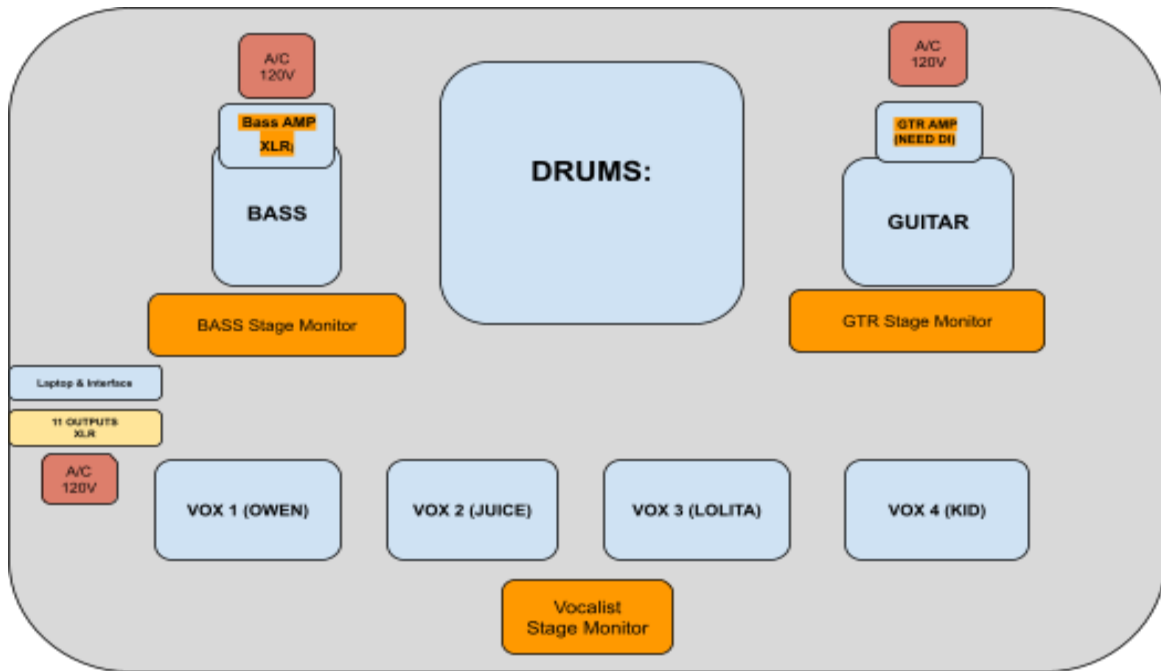 A/C
120V
A/C
120V
Bass AMP
XLR)
GTR AMP
(NEED DI)
DRUMS:
BASS
GUITAR
BASS Stage Monitor
GTR Stage Monitor
Laptop & Interface
11 OUTPUTS
XLR
A/C
120V
VOX 1 (OWEN)
VOX 2 (JUICE)
VOX 3 (LOLITA)
VOX 4 (KID)
Vocalist
Stage Monitor